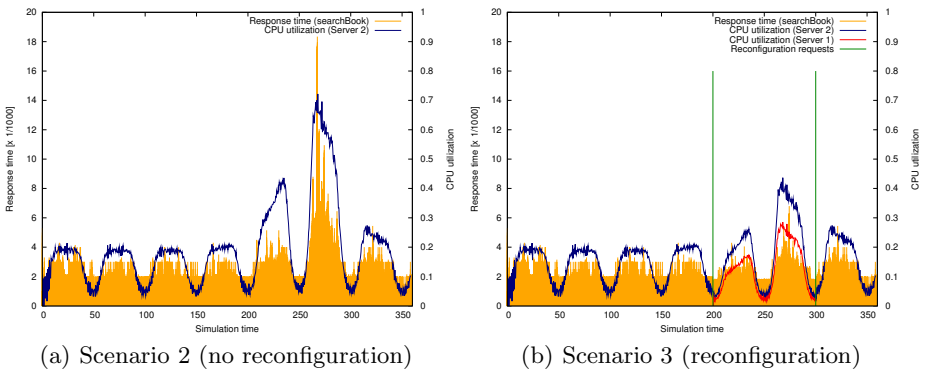 Response time (searchBook)
CPU utilization (Server 2)
Response time [x 1/1000]
20
18
16
14
12
10
8
6
4
2
0
1
0.9
0.8
0.7
0.6
0.5
0.4
0.3
0.2
0.1
0
CPU utilization
0 50 100 150 200 250 300 350
Simulation time
(a) Scenario 2 (no reconfiguration)
Response time (searchBook)
CPU utilization (Server 2)
CPU utilization (Server 1)
Reconfiguration requests
Response time [x 1/1000]
20
18
16
14
12
10
8
6
4
2
0
1
0.9
0.8
0.7
0.6
0.5
0.4
0.3
0.2
0.1
0
CPU utilization
0 50 100 150 200 250 300 350
Simulation time
(b) Scenario 3 (reconfiguration)